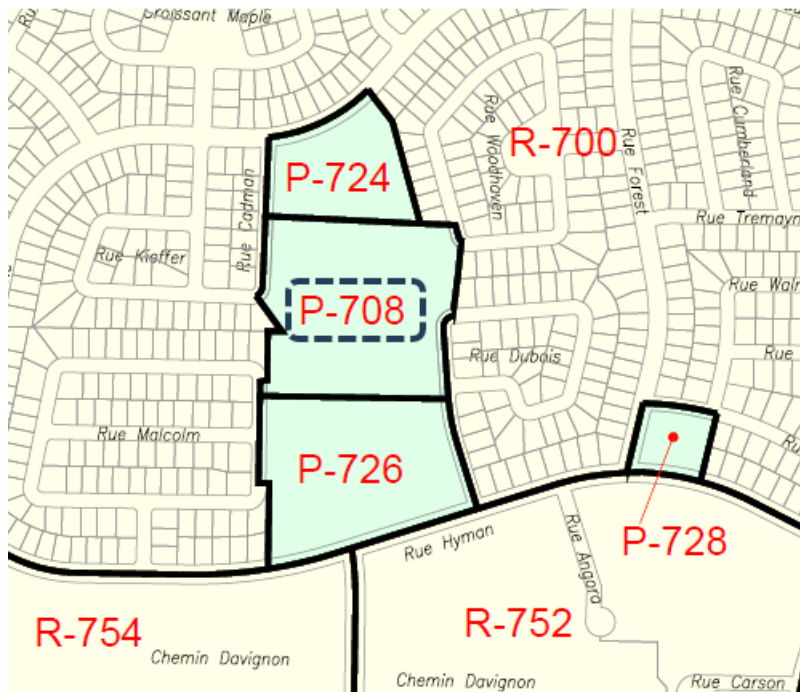 Croissant Maple
Rue Woodhaven
R-700
Rue Cumberland
Rue Forest
P-724
Rue Cadman
Rue Kieffer
Rue Tremayn
Rue Waln
P-708
Rue Dubois
Rue
Rue Malcolm
P-726
Rue Hyman
Rue Angard
P-728
R-754
R-752
Chemin Davignon
Chemin Davignon
Rue Carson